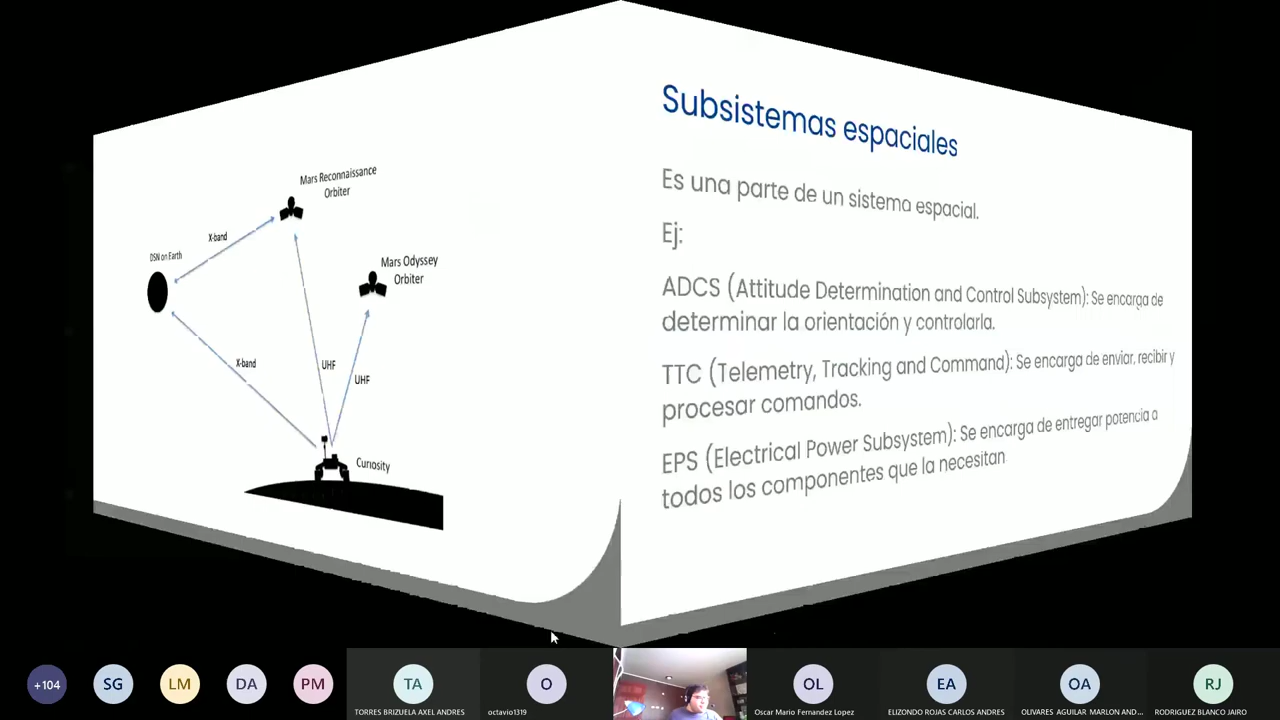 Mars Reconnaissance
Orbiter
X-band
DSN on Earth
Mars Odyssey
Orbiter
X-band
UHF
UHF
Curiosity
Subsistemas espaciales
Es una parte de un sistema espacial.
Ej:
ADCS (Attitude Determination and Control Subsystem): Se encarga de
determinar la orientación y controlarla.
TTC (Telemetry, Tracking and Command): Se encarga de enviar, recibir y
procesar comandos.
EPS (Electrical Power Subsystem): Se encarga de entregar potencia a
todos los componentes que la necesitan
+104
SG
LM
DA
PM
TA
TORRES BRIZUELA AXEL ANDRES
O
octavio1319
OL
Oscar Mario Fernandez Lopez
EA
ELIZONDO ROJAS CARLOS ANDRES
OA
OLIVARES AGUILAR MARLON AND...
RJ
RODRIGUEZ BLANCO JAIRO